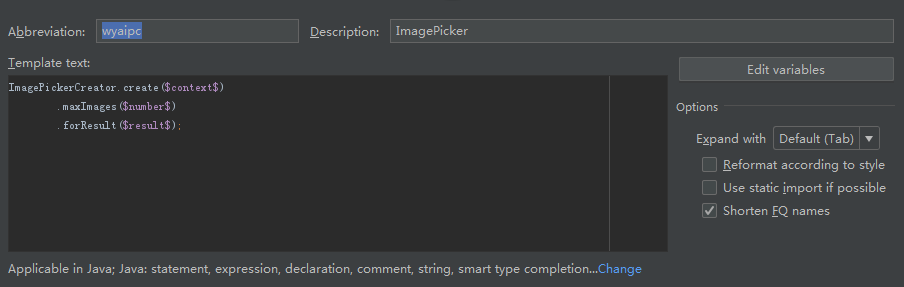 Abbreviation: wyaipc Description: ImagePicker
Template text:
ImagePickerCreator.create($context$)
.maxImages($number$)
.forResult($result$);
Edit variables
Options
Expand with Default (Tab)
Reformat according to style
Use static import if possible
Shorten FQ names
Applicable in Java; Java: statement, expression, declaration, comment, string, smart type completion...Change